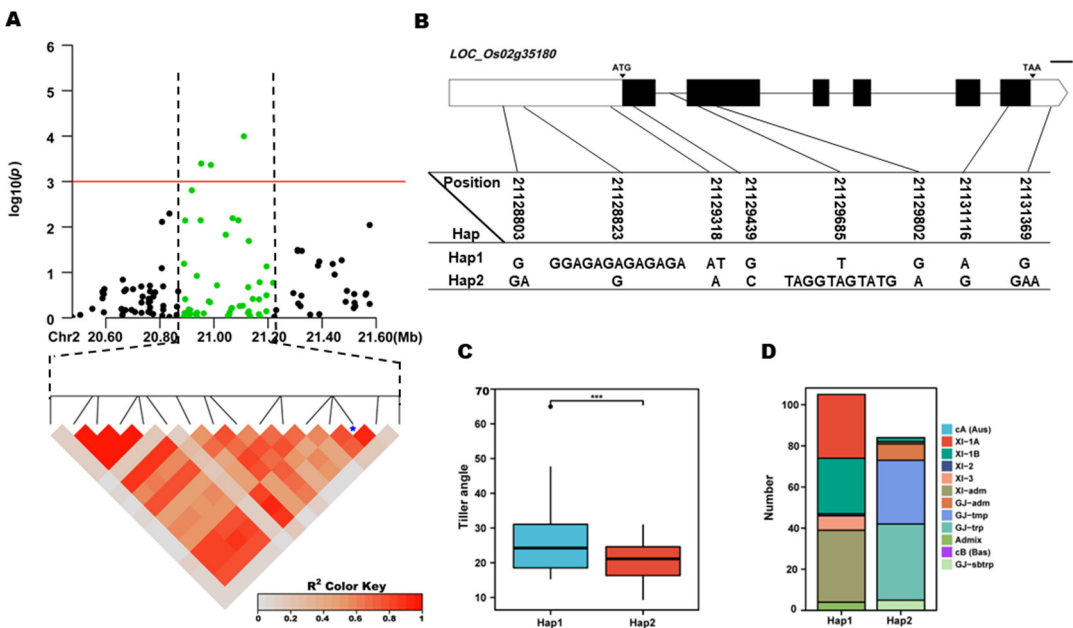 A
6
5
4
3
2
1
0
log10(p)
Chr2 20.60 20.80 21.00 21.20 21.40 21.60(Mb)
*
R² Color Key
0 0.2 0.4 0.6 0.8 1
B
LOC_Os02g35180
ATG
TAA
Position 21128803 21128823 21129318 21129439 21129685 21129802 21131116 21131369
Hap
Hap1 G GGAGAGAGAGAGA AT G T G A G
Hap2 GA G A C TAGGTAGTATG A G GAA
C
70
60
50
40
30
20
10
Tiller angle
***
Hap1 Hap2
D
100
80
60
40
20
0
Number
Hap1 Hap2
cA (Aus)
XI-1A
XI-1B
XI-2
XI-3
XI-adm
GJ-adm
GJ-tmp
GJ-trp
Admix
cB (Bas)
GJ-sbtrp